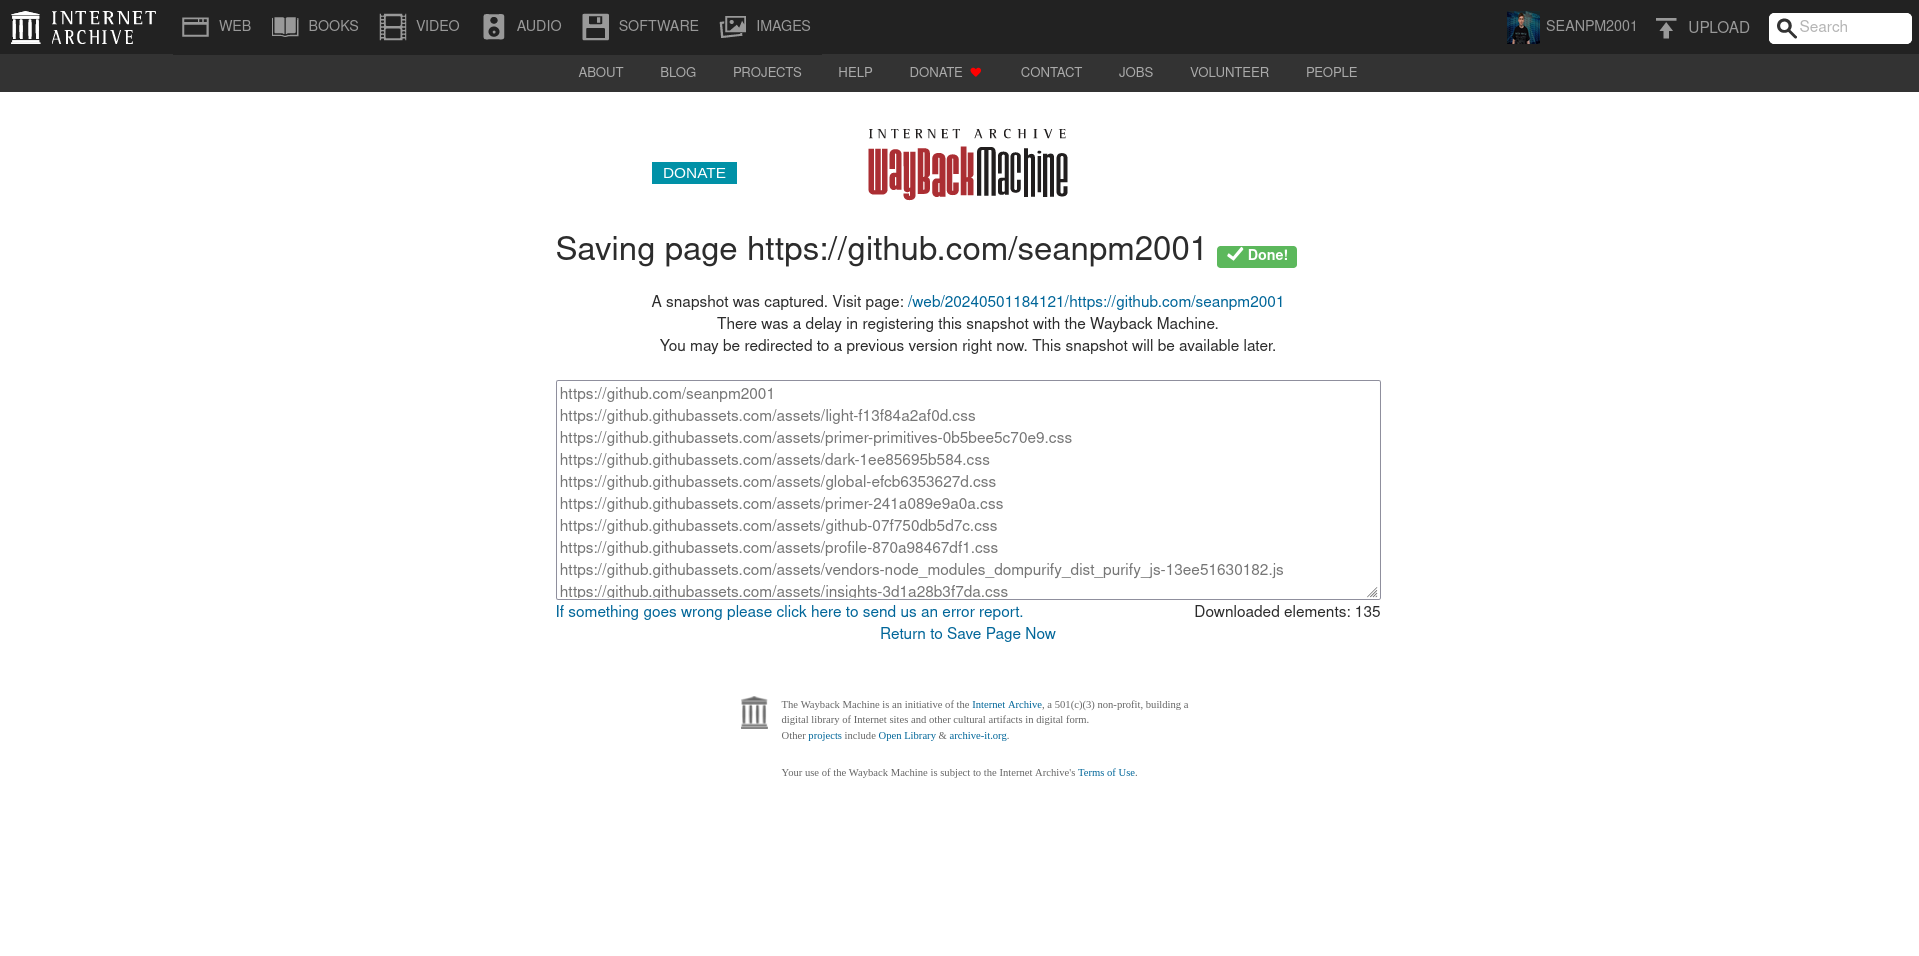 INTERNET ARCHIVE WEB BOOKS VIDEO AUDIO SOFTWARE IMAGES SEANPM2001 UPLOAD Search
ABOUT BLOG PROJECTS HELP DONATE CONTACT JOBS VOLUNTEER PEOPLE
INTERNET ARCHIVE
WayBackMachine
DONATE
Saving page https://github.com/seanpm2001 Done!
A snapshot was captured. Visit page: /web/20240501184121/https://github.com/seanpm2001
There was a delay in registering this snapshot with the Wayback Machine.
You may be redirected to a previous version right now. This snapshot will be available later.
https://github.com/seanpm2001
https://github.githubassets.com/assets/light-f13f84a2af0d.css
https://github.githubassets.com/assets/primer-primitives-0b5bee5c70e9.css
https://github.githubassets.com/assets/dark-1ee85695b584.css
https://github.githubassets.com/assets/global-efcb6353627d.css
https://github.githubassets.com/assets/primer-241a089e9a0a.css
https://github.githubassets.com/assets/github-07f750db5d7c.css
https://github.githubassets.com/assets/profile-870a98467df1.css
https://github.githubassets.com/assets/vendors-node_modules_dompurify_dist_purify_js-13ee51630182.js
https://github.githubassets.com/assets/insights-3d1a28b3f7da.css
If something goes wrong please click here to send us an error report. Downloaded elements: 135
Return to Save Page Now
The Wayback Machine is an initiative of the Internet Archive, a 501(c)(3) non-profit, building a
digital library of Internet sites and other cultural artifacts in digital form.
Other projects include Open Library & archive-it.org.
Your use of the Wayback Machine is subject to the Internet Archive's Terms of Use.